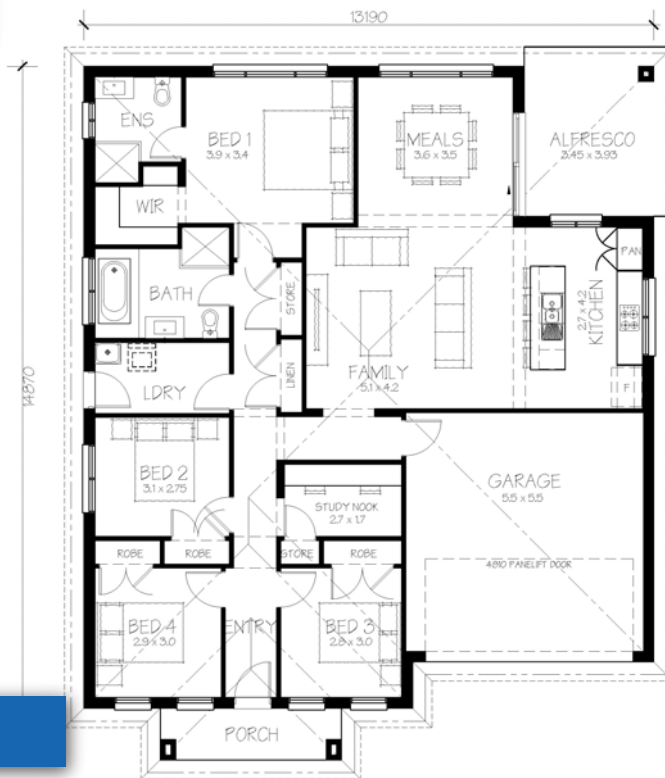 13190
ENS
BED 1
3.9 x 3.4
MEALS
3.6 x 3.5
ALFRESCO
3.45 x 3.93
WIR
BATH
STORE
PAN
2.7 x 4.2
KITCHEN
LDRY
LINEN
FAMILY
5.1 x 4.2
F
14870
BED 2
3.1 x 2.75
GARAGE
5.5 x 5.5
STUDY NOOK
2.7 x 1.7
ROBE
ROBE
STORE
ROBE
4810 PANELIFT DOOR
BED 4
2.9 x 3.0
ENTRY
BED 3
2.8 x 3.0
PORCH